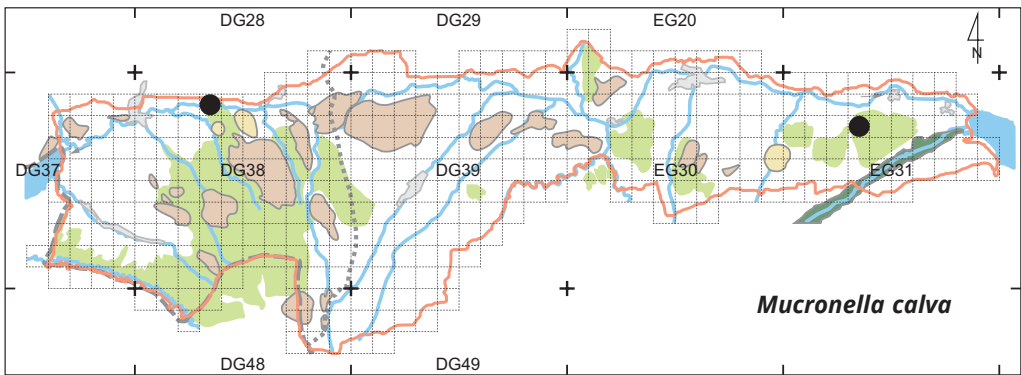 DG28 DG29 EG20
N
DG37 DG38 DG39 EG30 EG31
Mucronella calva
DG48 DG49